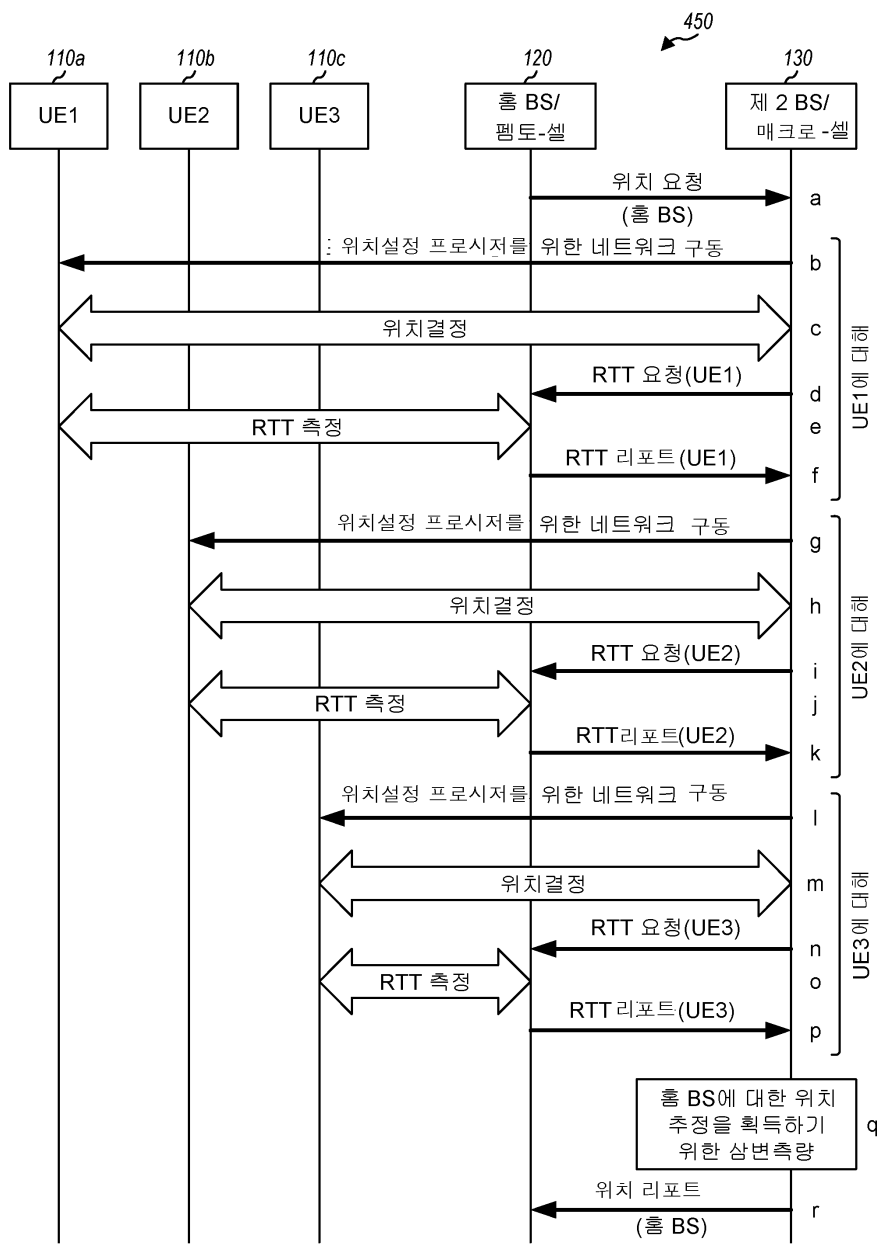 450
110a
110b
110c
120
130
UE1
UE2
UE3
홈 BS/
펨토-셀
제 2 BS/
매크로-셀
위치 요청
(홈 BS)
a
: 위치설정 프로시저를 위한 네트워크 구동
b
위치결정
c
RTT 요청(UE1)
d
RTT 측정
e
RTT 리포트(UE1)
f
UE1에 대해
위치설정 프로시저를 위한 네트워크 구동
g
위치결정
h
RTT 요청(UE2)
i
RTT 측정
j
RTT리포트(UE2)
k
UE2에 대해
위치설정 프로시저를 위한 네트워크 구동
l
위치결정
m
RTT 요청(UE3)
n
RTT 측정
o
RTT리포트(UE3)
p
UE3에 대해
홈 BS에 대한 위치
추정을 획득하기
위한 삼변측량
q
위치 리포트
(홈 BS)
r